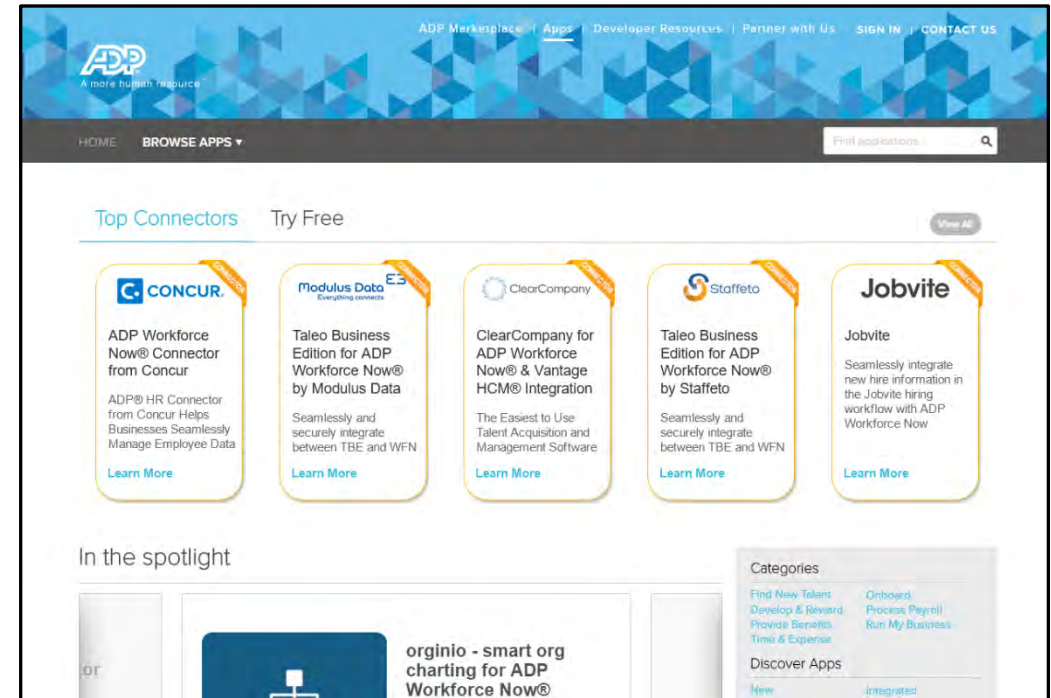 ADP Marketplace | Apps | Developer Resources | Partner with Us SIGN IN | CONTACT US
ADP
A more human resource
HOME BROWSE APPS ▾ Find applications...
Top Connectors Try Free View All
CONNECTOR
C. CONCUR.
ADP Workforce
Now® Connector
from Concur
ADP® HR Connector
from Concur Helps
Businesses Seamlessly
Manage Employee Data
Learn More
CONNECTOR
Modulus Data E3
Everything connects
Taleo Business
Edition for ADP
Workforce Now®
by Modulus Data
Seamlessly and
securely integrate
between TBE and WFN
Learn More
CONNECTOR
ClearCompany
ClearCompany for
ADP Workforce
Now® & Vantage
HCM® Integration
The Easiest to Use
Talent Acquisition and
Management Software
Learn More
CONNECTOR
Staffeto
Taleo Business
Edition for ADP
Workforce Now®
by Staffeto
Seamlessly and
securely integrate
between TBE and WFN
Learn More
CONNECTOR
Jobvite
Jobvite
Seamlessly integrate
new hire information in
the Jobvite hiring
workflow with ADP
Workforce Now
Learn More
In the spotlight
tor
orginio - smart org
charting for ADP
Workforce Now®
Categories
Find New Talent Onboard
Develop & Reward Process Payroll
Provide Benefits Run My Business
Time & Expense
Discover Apps
New Integrated